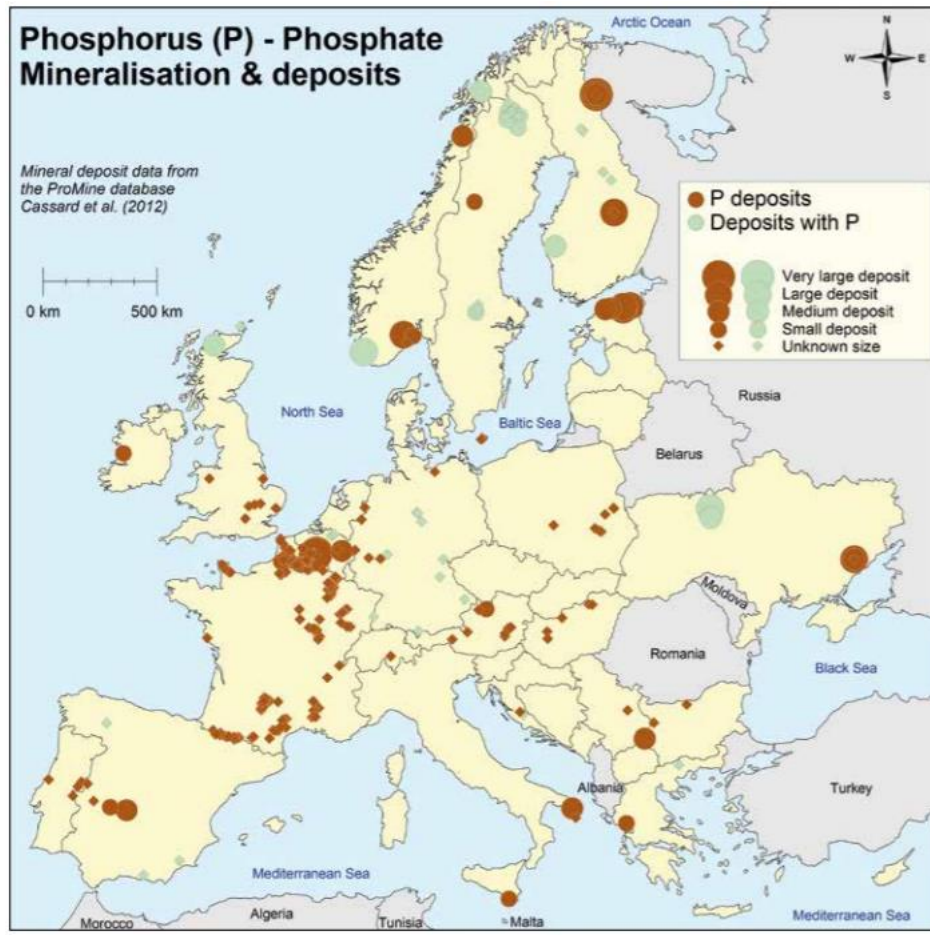 Phosphorus (P) - Phosphate
Mineralisation & deposits
Mineral deposit data from
the ProMine database
Cassard et al. (2012)
0 km 500 km
Arctic Ocean
N
W E
S
P deposits
Deposits with P
Very large deposit
Large deposit
Medium deposit
Small deposit
Unknown size
North Sea
Baltic Sea
Russia
Belarus
Moldova
Romania
Black Sea
Albania
Turkey
Mediterranean Sea
Morocco
Algeria
Tunisia
Malta
Mediterranean Sea